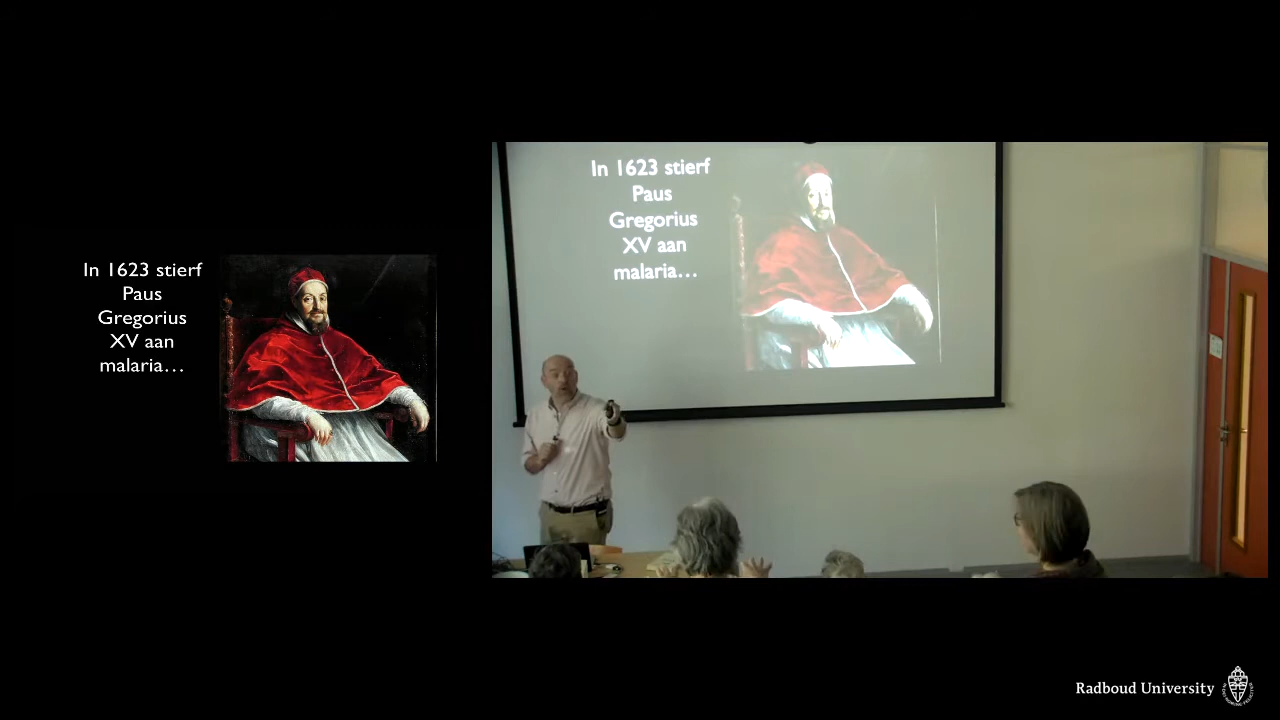 In 1623 stierf
Paus
Gregorius
XV aan
malaria…
In 1623 stierf
Paus
Gregorius
XV aan
malaria…
Radboud University